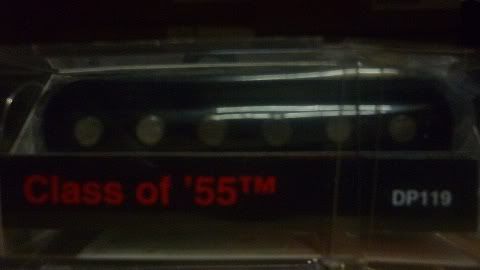 Class of '55™
DP119